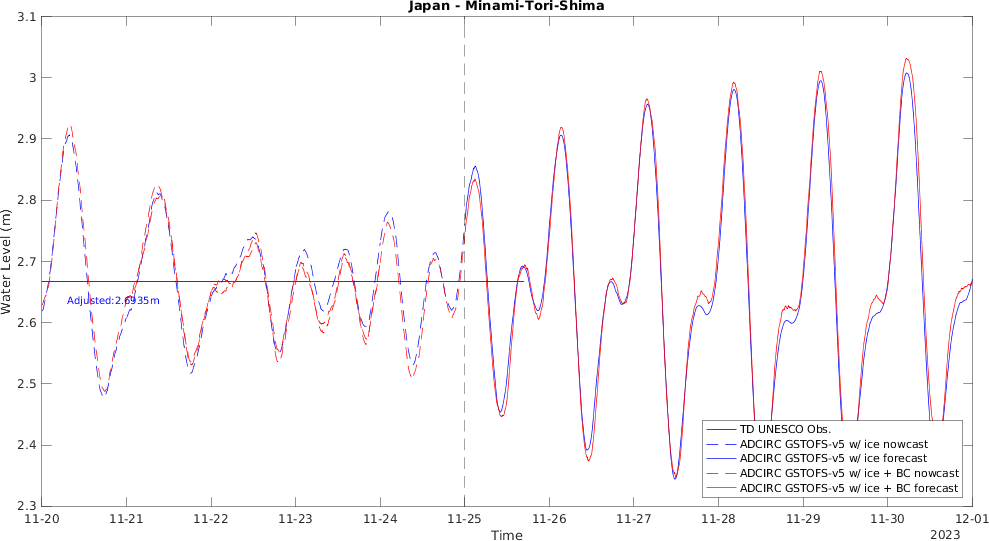 Japan - Minami-Tori-Shima
3.1
3
2.9
2.8
2.7
2.6
2.5
2.4
2.3
Water Level (m)
Adjusted:2.6935m
TD UNESCO Obs.
ADCIRC GSTOFS-v5 w/ ice nowcast
ADCIRC GSTOFS-v5 w/ ice forecast
ADCIRC GSTOFS-v5 w/ ice + BC nowcast
ADCIRC GSTOFS-v5 w/ ice + BC forecast
11-20 11-21 11-22 11-23 11-24 11-25 11-26 11-27 11-28 11-29 11-30 12-01
Time
2023